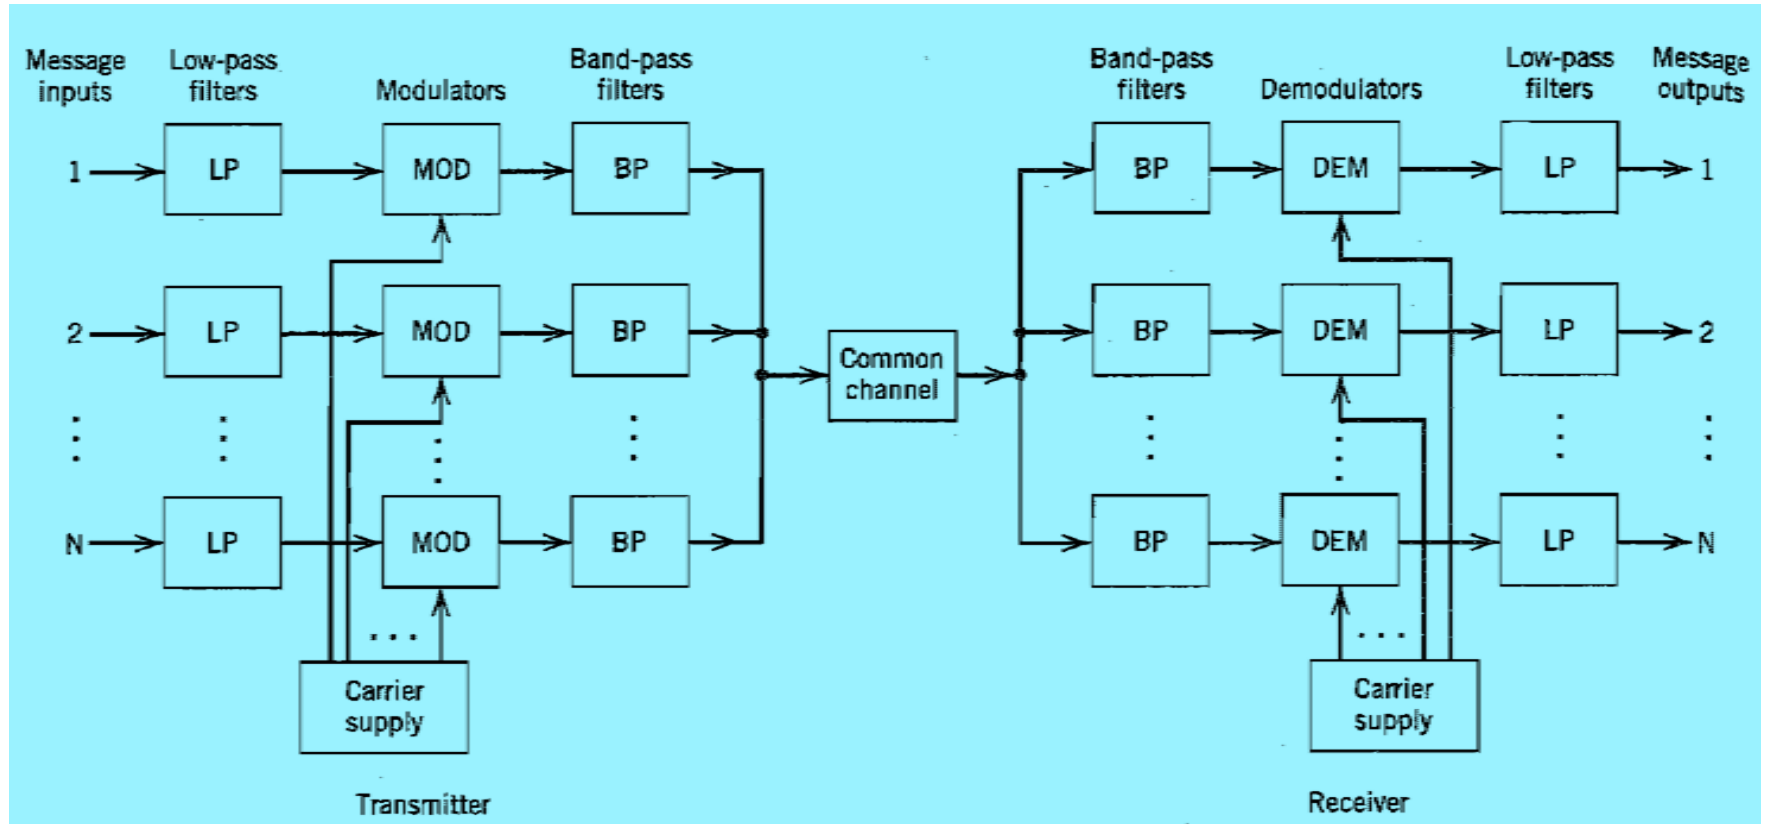 Message
inputs
Low-pass
filters
Modulators
Band-pass
filters
Band-pass
filters
Demodulators
Low-pass
filters
Message
outputs
1
LP
MOD
BP
BP
DEM
LP
1
2
LP
MOD
BP
Common
channel
BP
DEM
LP
2
N
LP
MOD
BP
BP
DEM
LP
N
Carrier
supply
Carrier
supply
Transmitter
Receiver